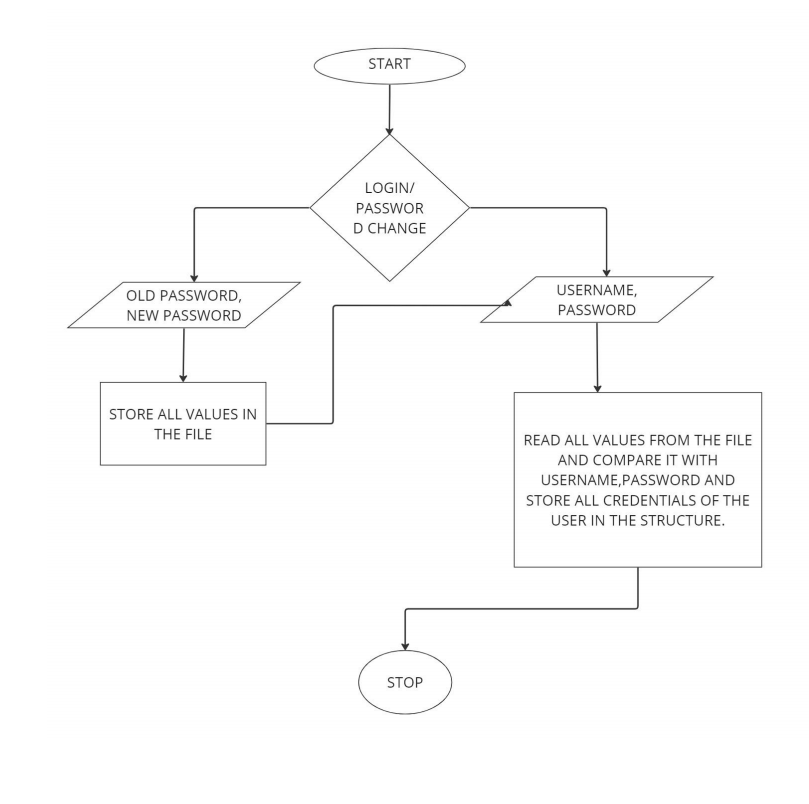 START
LOGIN/
PASSWOR
D CHANGE
OLD PASSWORD,
NEW PASSWORD
USERNAME,
PASSWORD
STORE ALL VALUES IN
THE FILE
READ ALL VALUES FROM THE FILE
AND COMPARE IT WITH
USERNAME,PASSWORD AND
STORE ALL CREDENTIALS OF THE
USER IN THE STRUCTURE.
STOP